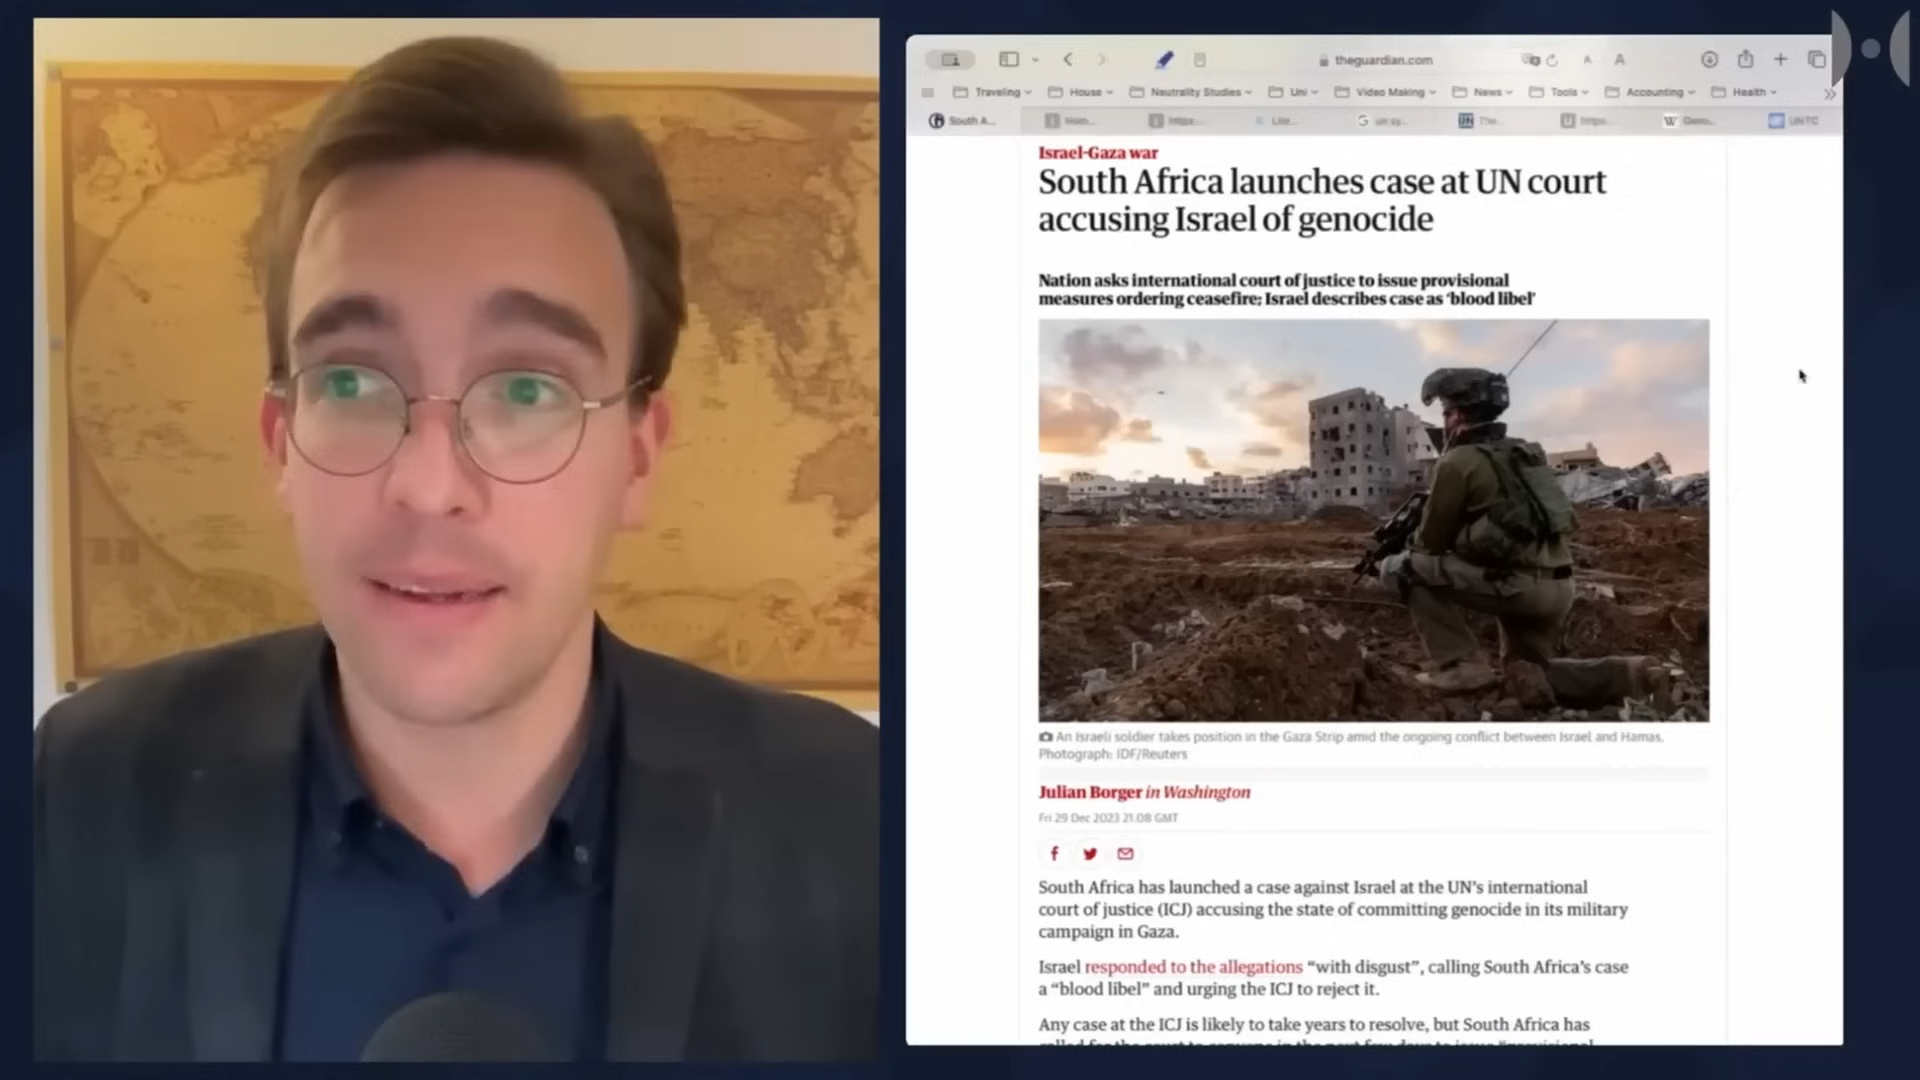 theguardian.com
A A
Traveling House Neutrality Studies Uni Video Making News Tools Accounting Health
South A... https:... UN The... https:... W UNTC
Israel-Gaza war
South Africa launches case at UN court
accusing Israel of genocide
Nation asks international court of justice to issue provisional
measures ordering ceasefire; Israel describes case as ‘blood libel’
An Israeli soldier takes position in the Gaza Strip amid the ongoing conflict between Israel and Hamas.
Photograph: IDF/Reuters
Julian Borger in Washington
Fri 29 Dec 2023 21.08 GMT
South Africa has launched a case against Israel at the UN’s international
court of justice (ICJ) accusing the state of committing genocide in its military
campaign in Gaza.
Israel responded to the allegations “with disgust”, calling South Africa’s case
a “blood libel” and urging the ICJ to reject it.
Any case at the ICJ is likely to take years to resolve, but South Africa has